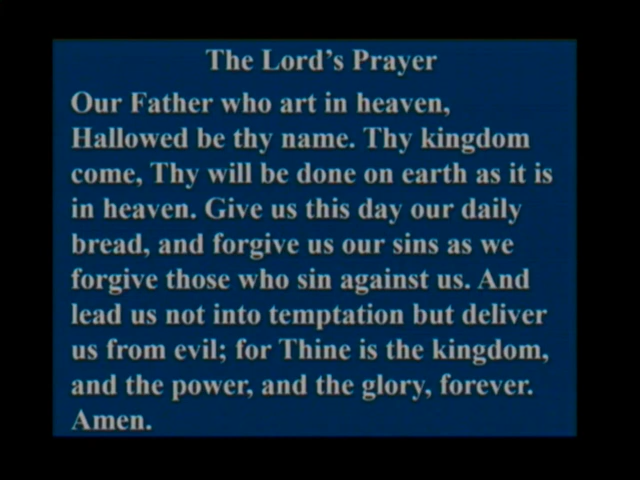 The Lord's Prayer
Our Father who art in heaven,
Hallowed be thy name. Thy kingdom
come, Thy will be done on earth as it is
in heaven. Give us this day our daily
bread, and forgive us our sins as we
forgive those who sin against us. And
lead us not into temptation but deliver
us from evil; for Thine is the kingdom,
and the power, and the glory, forever.
Amen.